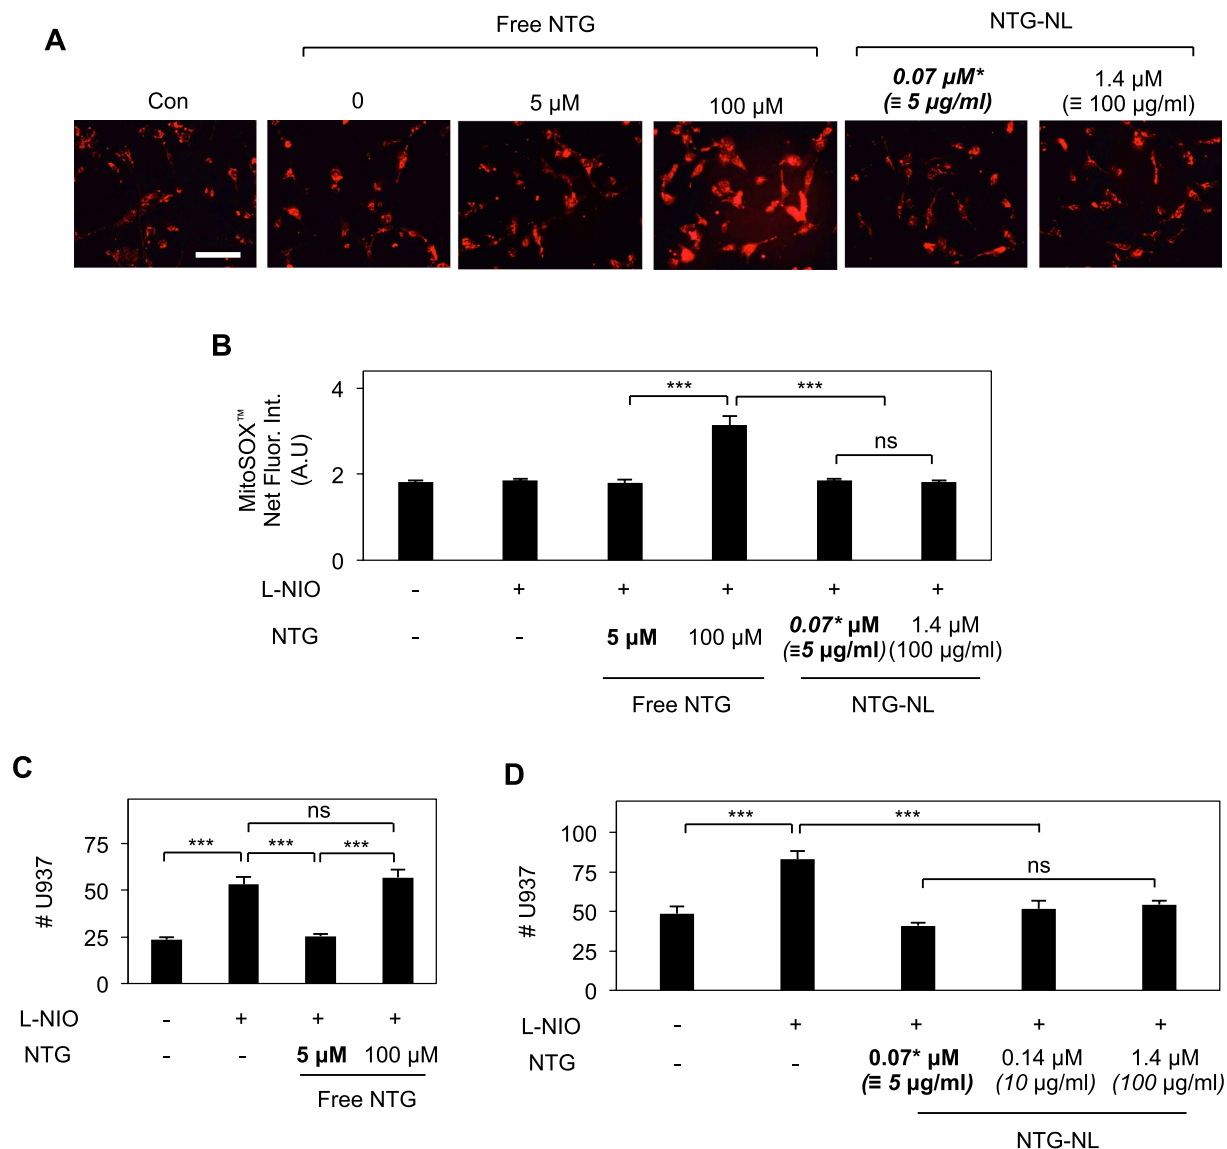 A
Free NTG
NTG-NL
Con
0
5 µM
100 µM
0.07 µM*
(≡ 5 µg/ml)
1.4 µM
(≡ 100 µg/ml)
B
MitoSOX™
Net Fluor. Int.
(A.U)
4
2
0
***
***
ns
L-NIO
- + + + + +
NTG
- - 5 µM 100 µM 0.07* µM 1.4 µM
(≡5 µg/ml) (100 µg/ml)
Free NTG
NTG-NL
C
# U937
75
50
25
0
ns
*** *** ***
L-NIO - + + +
NTG - - 5 µM 100 µM
Free NTG
D
# U937
100
75
50
25
0
*** ***
ns
L-NIO - + + + +
NTG - - 0.07* µM 0.14 µM 1.4 µM
(≡ 5 µg/ml) (10 µg/ml) (100 µg/ml)
NTG-NL